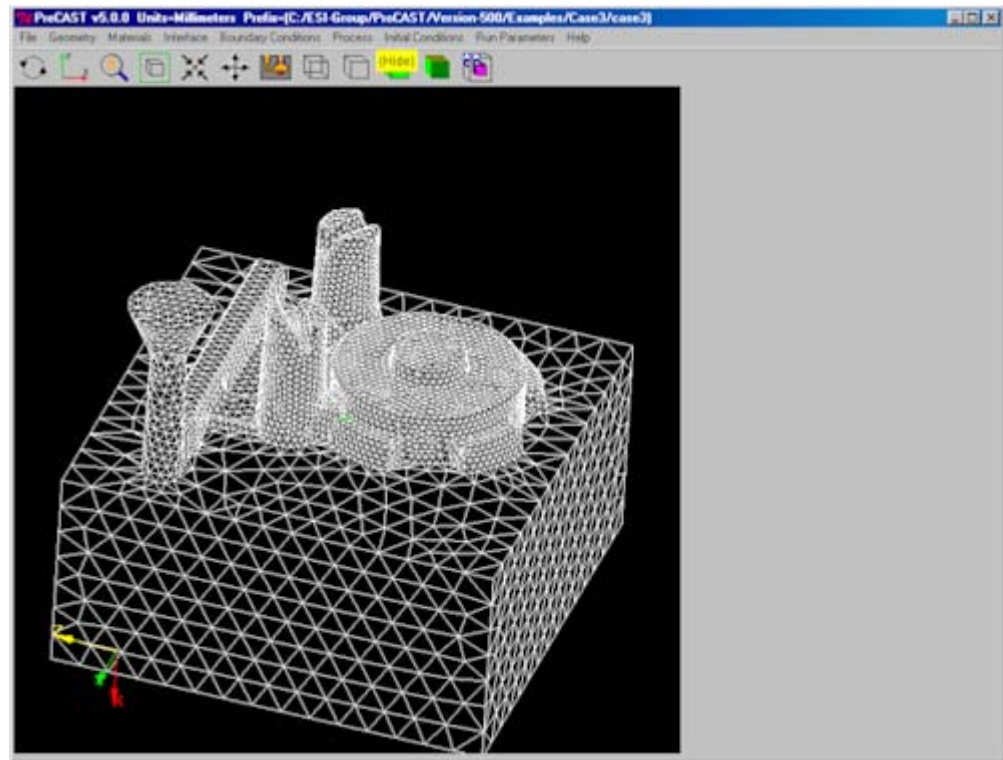 PreCAST v5.0.0 Units=Millimeters Prefix=[C:/ESI-Group/ProCAST/Version-500/Examples/Case3/case3]
File Geometry Materials Interface Boundary Conditions Process Initial Conditions Run Parameters Help
(Hide)
Z